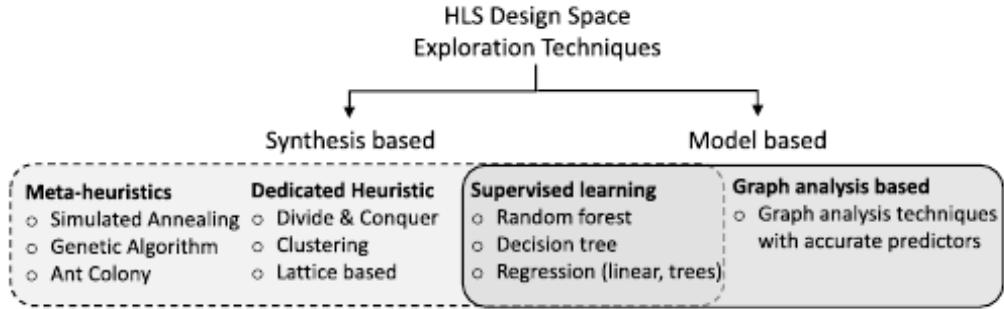 HLS Design Space
Exploration Techniques
Synthesis based
Model based
Meta-heuristics
○ Simulated Annealing
○ Genetic Algorithm
○ Ant Colony
Dedicated Heuristic
○ Divide & Conquer
○ Clustering
○ Lattice based
Supervised learning
○ Random forest
○ Decision tree
○ Regression (linear, trees)
Graph analysis based
○ Graph analysis techniques
with accurate predictors